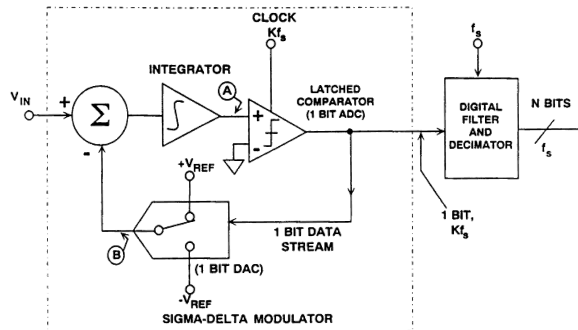 CLOCK
Kfs
fs
INTEGRATOR
A
LATCHED
COMPARATOR
(1 BIT ADC)
VIN
+
Σ
-
∫
+
-
DIGITAL
FILTER
AND
DECIMATOR
N BITS
fs
+VREF
B
1 BIT DATA
STREAM
1 BIT,
Kfs
(1 BIT DAC)
-VREF
SIGMA-DELTA MODULATOR